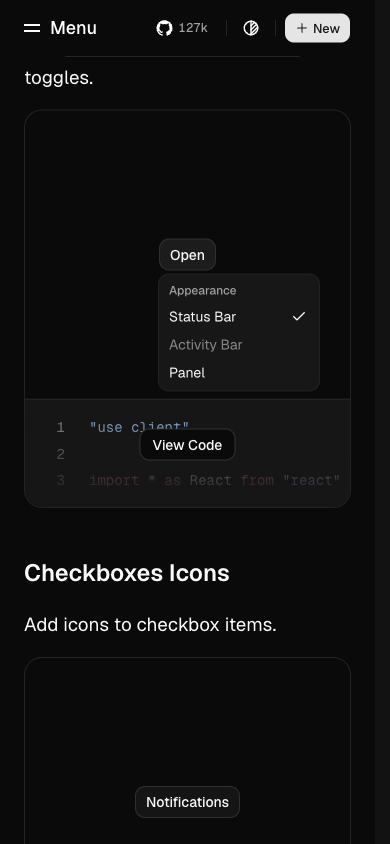 Menu
127k
New
toggles.
Open
Appearance
Status Bar
Activity Bar
Panel
1 "use client"
View Code
2
3 import * as React from "react"
Checkboxes Icons
Add icons to checkbox items.
Notifications